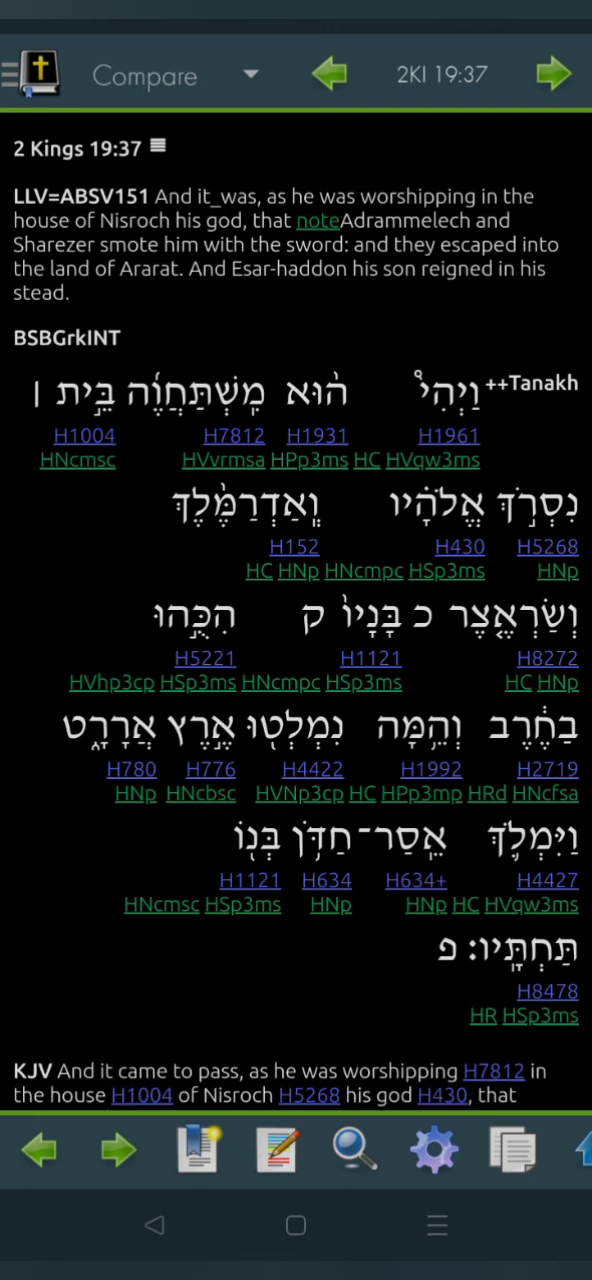 Compare
2KI 19:37
2 Kings 19:37
LLV=ABSV151 And it_was, as he was worshipping in the
house of Nisroch his god, that noteAdrammelech and
Sharezer smote him with the sword: and they escaped into
the land of Ararat. And Esar-haddon his son reigned in his
stead.
BSBGrkINT
++Tanakh וַיְהִי֩ ה֨וּא מִֽשְׁתַּחֲוֶ֜ה בֵּ֣ית ׀
H1961 H1931 H7812 H1004
HC HVqw3ms HPp3ms HVvrmsa HNcmsc
נִסְרֹ֣ךְ אֱלֹהָ֗יו וְֽאַדְרַמֶּ֨לֶךְ
H5268 H430 H152
HNp HNcmpc HSp3ms HC HNp
וְשַׂרְאֶ֤צֶר כ בָּנָיו֙ ק הִכֻּ֣הוּ
H8272 H1121 H5221
HC HNp HNcmpc HSp3ms HVhp3cp HSp3ms
בַחֶ֔רֶב וְהֵ֥מָּה נִמְלְט֖וּ אֶ֣רֶץ אֲרָרָ֑ט
H2719 H1992 H4422 H776 H780
HRd HNcfsa HC HPp3mp HVNp3cp HNcbsc HNp
וַיִּמְלֹ֛ךְ אֵֽסַר־חַדֹּ֥ן בְּנ֖וֹ
H4427 H634+ H634 H1121
HC HVqw3ms HNp HNp HNcmsc HSp3ms
תַּחְתָּֽיו׃ פ
H8478
HR HSp3ms
KJV And it came to pass, as he was worshipping H7812 in
the house H1004 of Nisroch H5268 his god H430, that